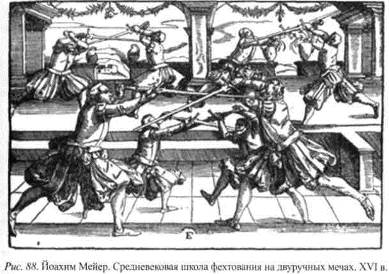 E
Рис. 88. Йоахим Мейер. Средневековая школа фехтования на двуручных мечах. XVI в.